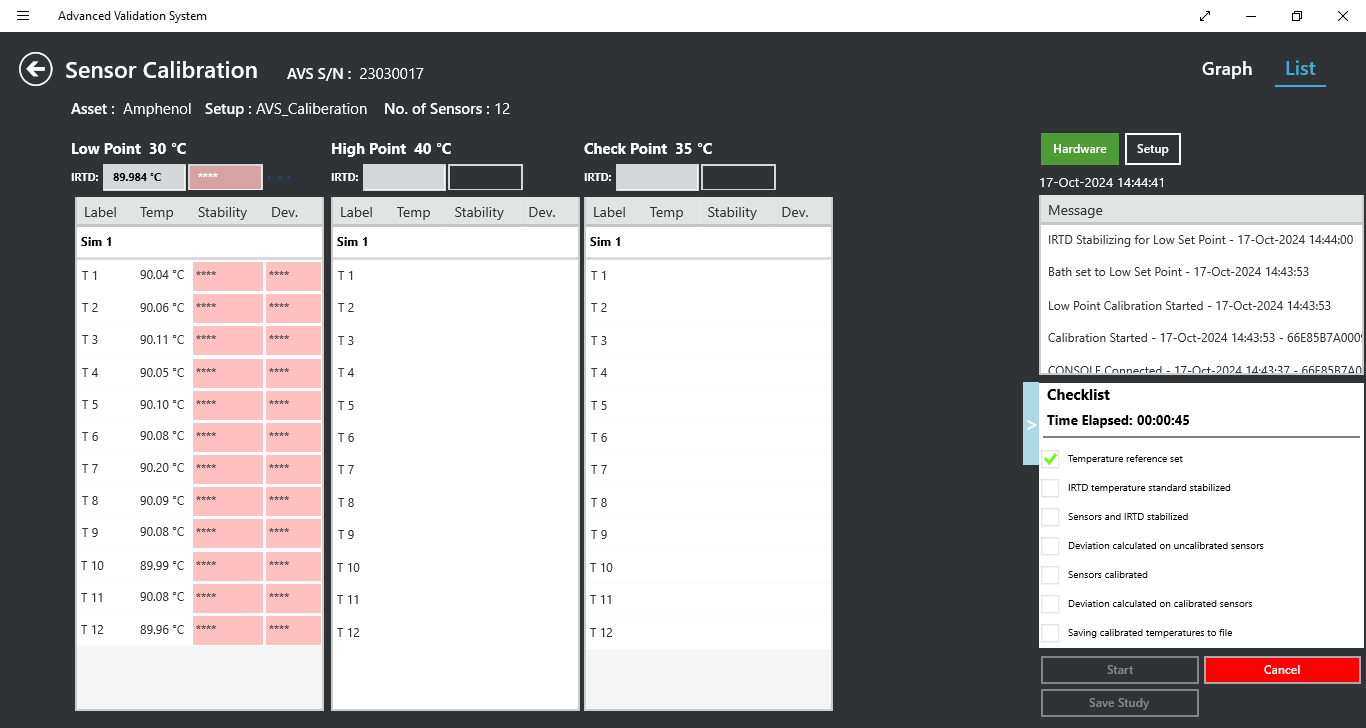 Advanced Validation System
Sensor Calibration AVS S/N : 23030017
Graph List
Asset : Amphenol Setup : AVS_Caliberation No. of Sensors : 12
Low Point 30 °C
IRTD: 89.984 °C ****
Label Temp Stability Dev.
Sim 1
T 1 90.04 °C **** ****
T 2 90.06 °C **** ****
T 3 90.11 °C **** ****
T 4 90.05 °C **** ****
T 5 90.10 °C **** ****
T 6 90.08 °C **** ****
T 7 90.20 °C **** ****
T 8 90.09 °C **** ****
T 9 90.08 °C **** ****
T 10 89.99 °C **** ****
T 11 90.08 °C **** ****
T 12 89.96 °C **** ****
High Point 40 °C
IRTD:
Label Temp Stability Dev.
Sim 1
T 1
T 2
T 3
T 4
T 5
T 6
T 7
T 8
T 9
T 10
T 11
T 12
Check Point 35 °C
IRTD:
Label Temp Stability Dev.
Sim 1
T 1
T 2
T 3
T 4
T 5
T 6
T 7
T 8
T 9
T 10
T 11
T 12
Hardware Setup
17-Oct-2024 14:44:41
Message
IRTD Stabilizing for Low Set Point - 17-Oct-2024 14:44:00
Bath set to Low Set Point - 17-Oct-2024 14:43:53
Low Point Calibration Started - 17-Oct-2024 14:43:53
Calibration Started - 17-Oct-2024 14:43:53 - 66E85B7A000
CONSOLE Connected - 17-Oct-2024 14:43:37 - 66E85B7A0
>
Checklist
Time Elapsed: 00:00:45
Temperature reference set
IRTD temperature standard stabilized
Sensors and IRTD stabilized
Deviation calculated on uncalibrated sensors
Sensors calibrated
Deviation calculated on calibrated sensors
Saving calibrated temperatures to file
Start Cancel
Save Study